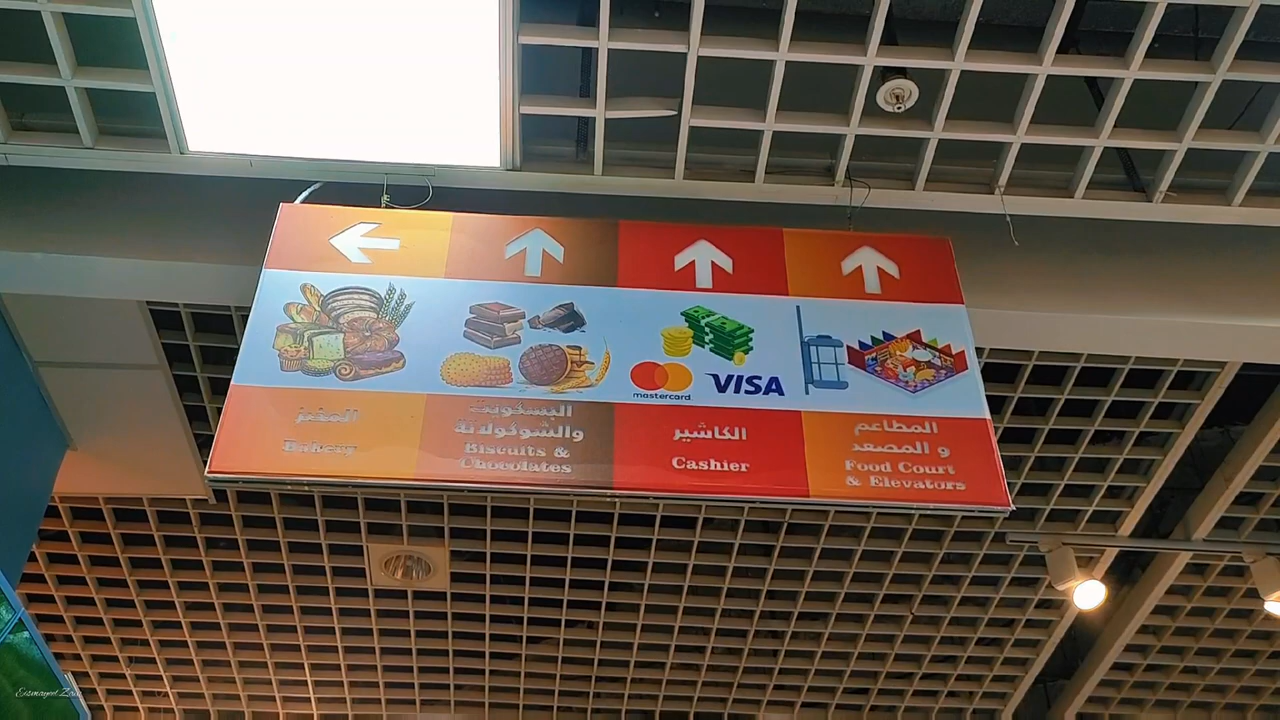 mastercard
VISA
المخبز
Bakery
البسكويت
والشوكولاتة
Biscuits &
Chocolates
الكاشير
Cashier
المطاعم
و المصعد
Food Court
& Elevators